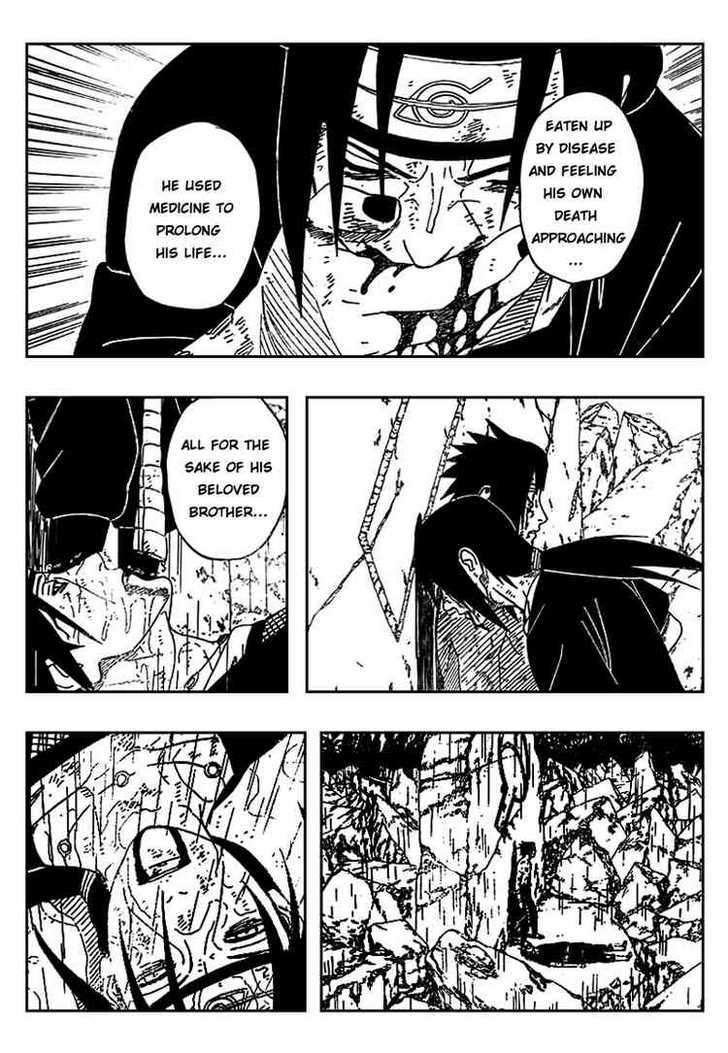 EATEN UP
BY DISEASE
AND FEELING
HIS OWN
DEATH
APPROACHING
...
HE USED
MEDICINE TO
PROLONG
HIS LIFE...
ALL FOR THE
SAKE OF HIS
BELOVED
BROTHER...